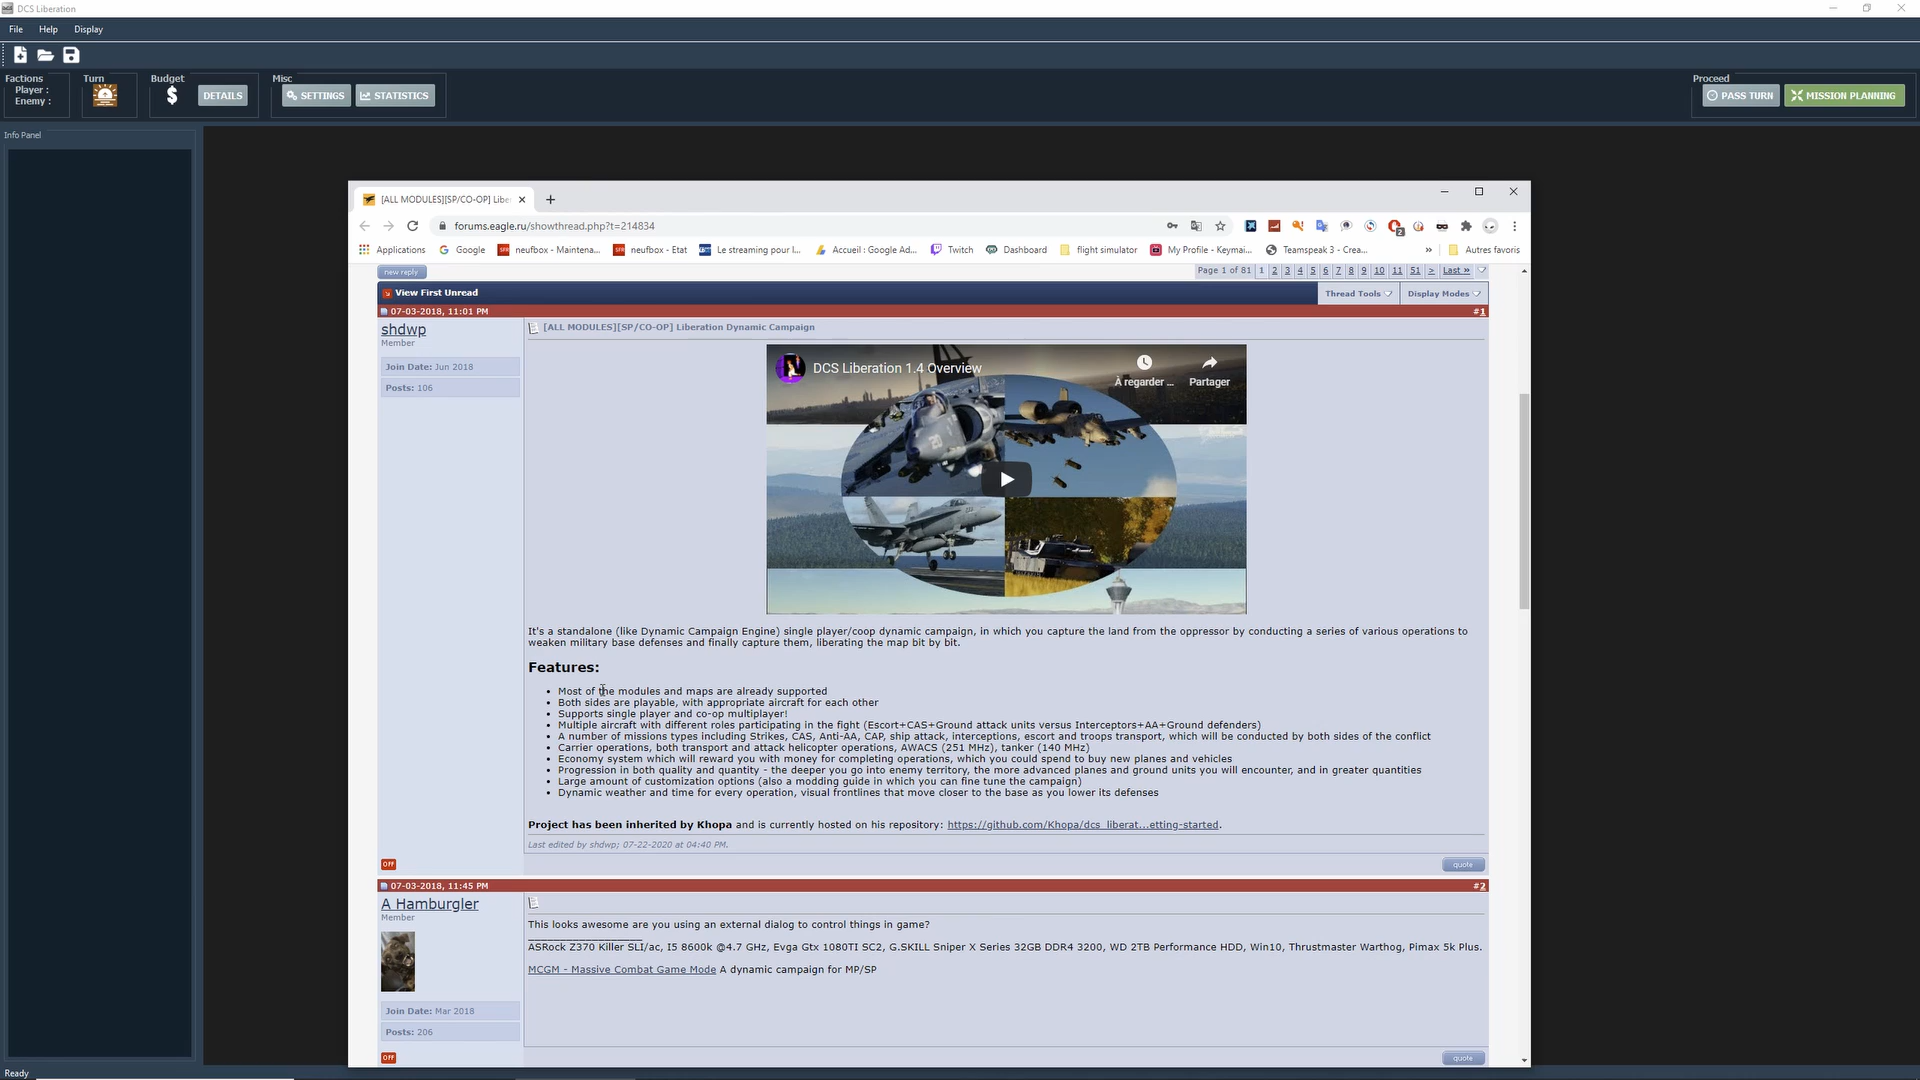 DCS Liberation
File Help Display
Factions Turn Budget Misc Proceed
Player :
Enemy :
DETAILS SETTINGS STATISTICS PASS TURN MISSION PLANNING
Info Panel
[ALL MODULES][SP/CO-OP] Libe
forums.eagle.ru/showthread.php?t=214834
2
Applications Google neufbox - Maintena... neufbox - Etat Le streaming pour l'... Accueil : Google Ad... Twitch Dashboard flight simulator My Profile - Keymai... Teamspeak 3 - Crea... » Autres favoris
new reply
Page 1 of 81 1 2 3 4 5 6 7 8 9 10 11 51 > Last »
View First Unread Thread Tools Display Modes
07-03-2018, 11:01 PM #1
shdwp
Member
Join Date: Jun 2018
Posts: 106
[ALL MODULES][SP/CO-OP] Liberation Dynamic Campaign
DCS Liberation 1.4 Overview
À regarder ... Partager
It's a standalone (like Dynamic Campaign Engine) single player/coop dynamic campaign, in which you capture the land from the oppressor by conducting a series of various operations to
weaken military base defenses and finally capture them, liberating the map bit by bit.
Features:
• Most of the modules and maps are already supported
• Both sides are playable, with appropriate aircraft for each other
• Supports single player and co-op multiplayer!
• Multiple aircraft with different roles participating in the fight (Escort+CAS+Ground attack units versus Interceptors+AA+Ground defenders)
• A number of missions types including Strikes, CAS, Anti-AA, CAP, ship attack, interceptions, escort and troops transport, which will be conducted by both sides of the conflict
• Carrier operations, both transport and attack helicopter operations, AWACS (251 MHz), tanker (140 MHz)
• Economy system which will reward you with money for completing operations, which you could spend to buy new planes and vehicles
• Progression in both quality and quantity - the deeper you go into enemy territory, the more advanced planes and ground units you will encounter, and in greater quantities
• Large amount of customization options (also a modding guide in which you can fine tune the campaign)
• Dynamic weather and time for every operation, visual frontlines that move closer to the base as you lower its defenses
Project has been inherited by Khopa and is currently hosted on his repository: https://github.com/Khopa/dcs_liberat...etting-started.
Last edited by shdwp; 07-22-2020 at 04:40 PM.
OFF quote
07-03-2018, 11:45 PM #2
A Hamburgler
Member
Join Date: Mar 2018
Posts: 206
This looks awesome are you using an external dialog to control things in game?
ASRock Z370 Killer SLI/ac, I5 8600k @4.7 GHz, Evga Gtx 1080TI SC2, G.SKILL Sniper X Series 32GB DDR4 3200, WD 2TB Performance HDD, Win10, Thrustmaster Warthog, Pimax 5k Plus.
MCGM - Massive Combat Game Mode A dynamic campaign for MP/SP
OFF quote
Ready